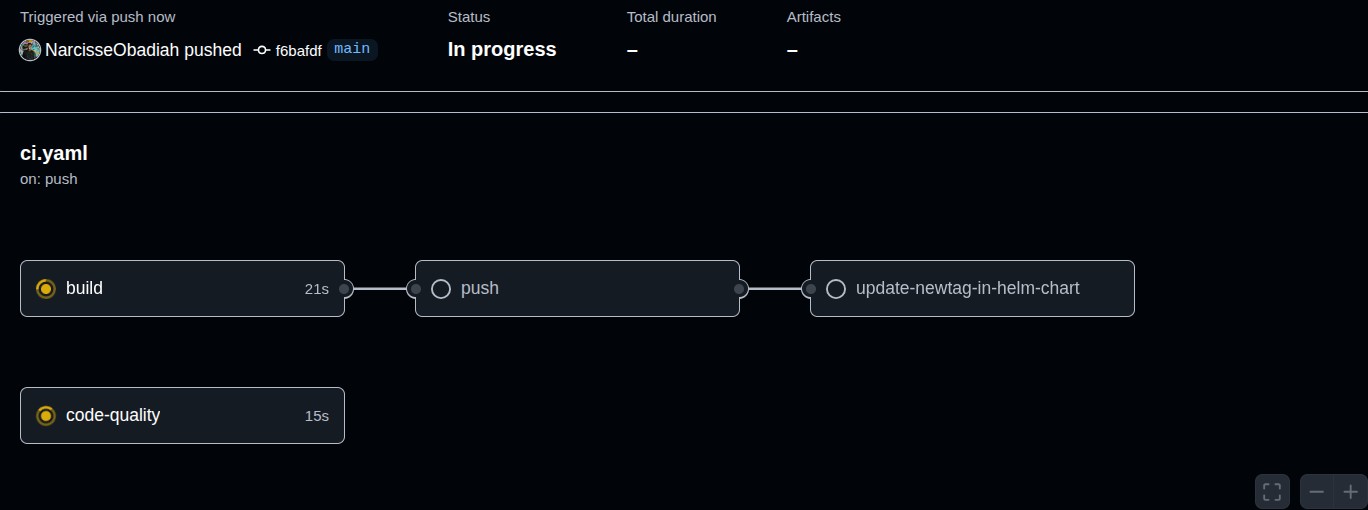 Triggered via push now
Status
Total duration
Artifacts
NarcisseObadiah pushed f6bafdf main
In progress
–
–
ci.yaml
on: push
build 21s
push
update-newtag-in-helm-chart
code-quality 15s